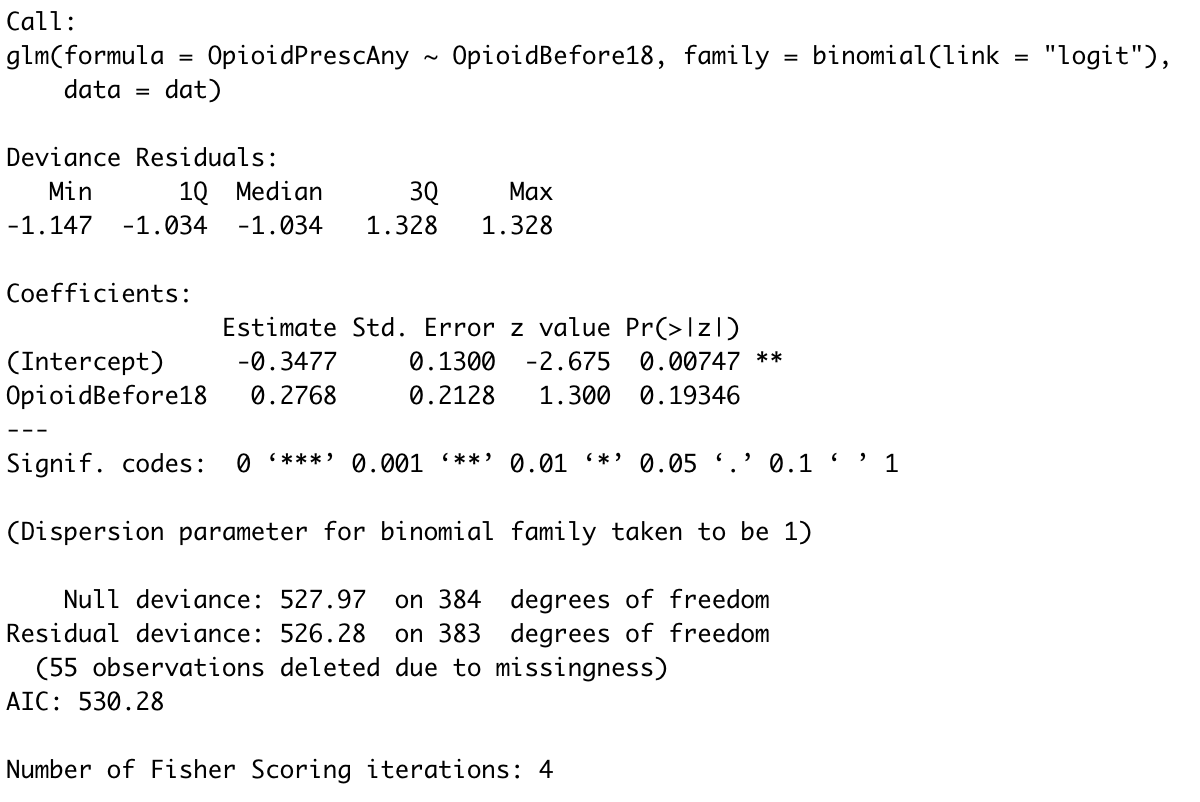 Call:
glm(formula = OpioidPrescAny ~ OpioidBefore18, family = binomial(link = "logit"),
    data = dat)

Deviance Residuals:
   Min      1Q  Median      3Q     Max
-1.147  -1.034  -1.034   1.328   1.328

Coefficients:
               Estimate Std. Error z value Pr(>|z|)
(Intercept)     -0.3477     0.1300  -2.675  0.00747 **
OpioidBefore18   0.2768     0.2128   1.300  0.19346
---
Signif. codes:  0 ‘***’ 0.001 ‘**’ 0.01 ‘*’ 0.05 ‘.’ 0.1 ‘ ’ 1

(Dispersion parameter for binomial family taken to be 1)

    Null deviance: 527.97  on 384  degrees of freedom
Residual deviance: 526.28  on 383  degrees of freedom
  (55 observations deleted due to missingness)
AIC: 530.28

Number of Fisher Scoring iterations: 4